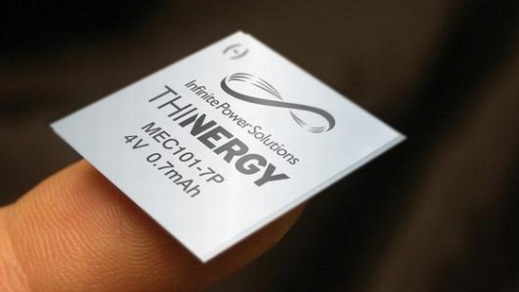 (-)
Infinite Power Solutions
THINERGY
MEC101-7P
4V 0.7mAh